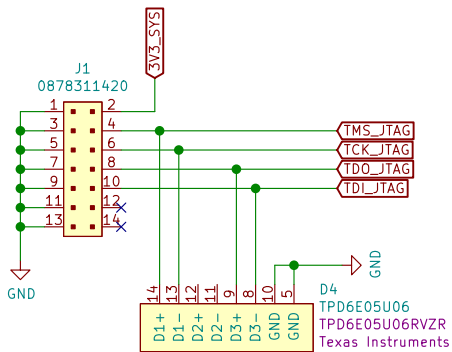 3V3_SYS
J1
0878311420
1 2
3 4
5 6
7 8
9 10
11 12
13 14
TMS_JTAG
TCK_JTAG
TDO_JTAG
TDI_JTAG
GND
GND
D4
TPD6E05U06
TPD6E05U06RVZR
Texas Instruments
14 13 12 11 9 8 10 5
D1+ D1- D2+ D2- D3+ D3- GND GND